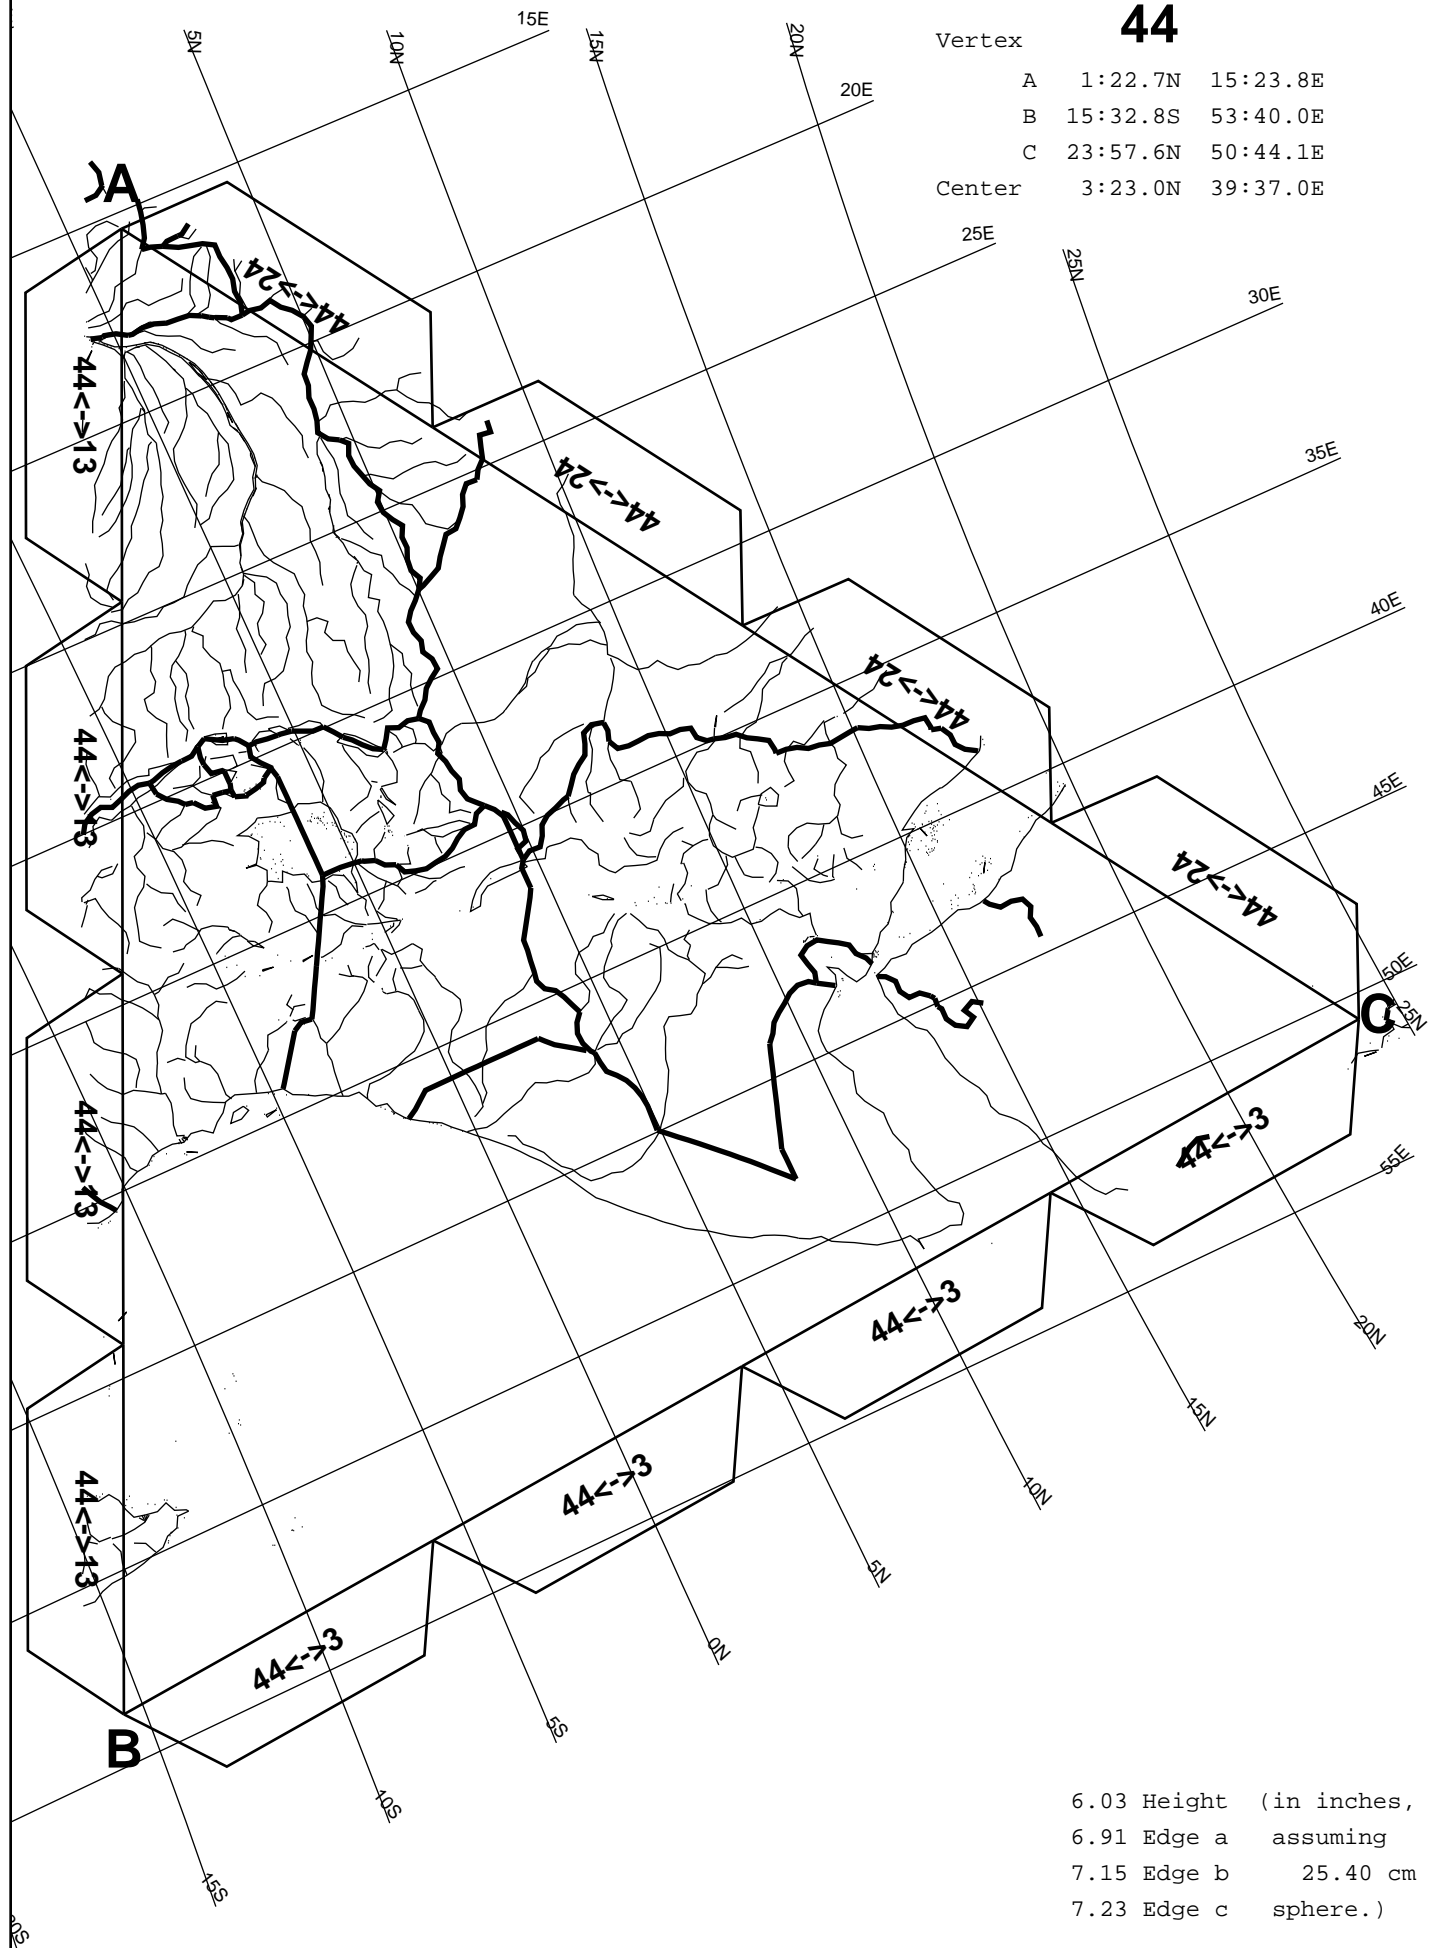 Vertex 44
A 1:22.7N 15:23.8E
B 15:32.8S 53:40.0E
C 23:57.6N 50:44.1E
Center 3:23.0N 39:37.0E
5N
10N
15E
15N
20N
20E
25E
25N
30E
35E
40E
45E
50E
25N
55E
A
44<->24
44<->24
44<->24
44<->24
44<->13
44<->13
44<->13
44<->13
C
44<->3
44<->3
44<->3
44<->3
B
20N
15N
10N
5N
0N
5S
10S
15S
20S
6.03 Height (in inches,
6.91 Edge a assuming
7.15 Edge b 25.40 cm
7.23 Edge c sphere.)